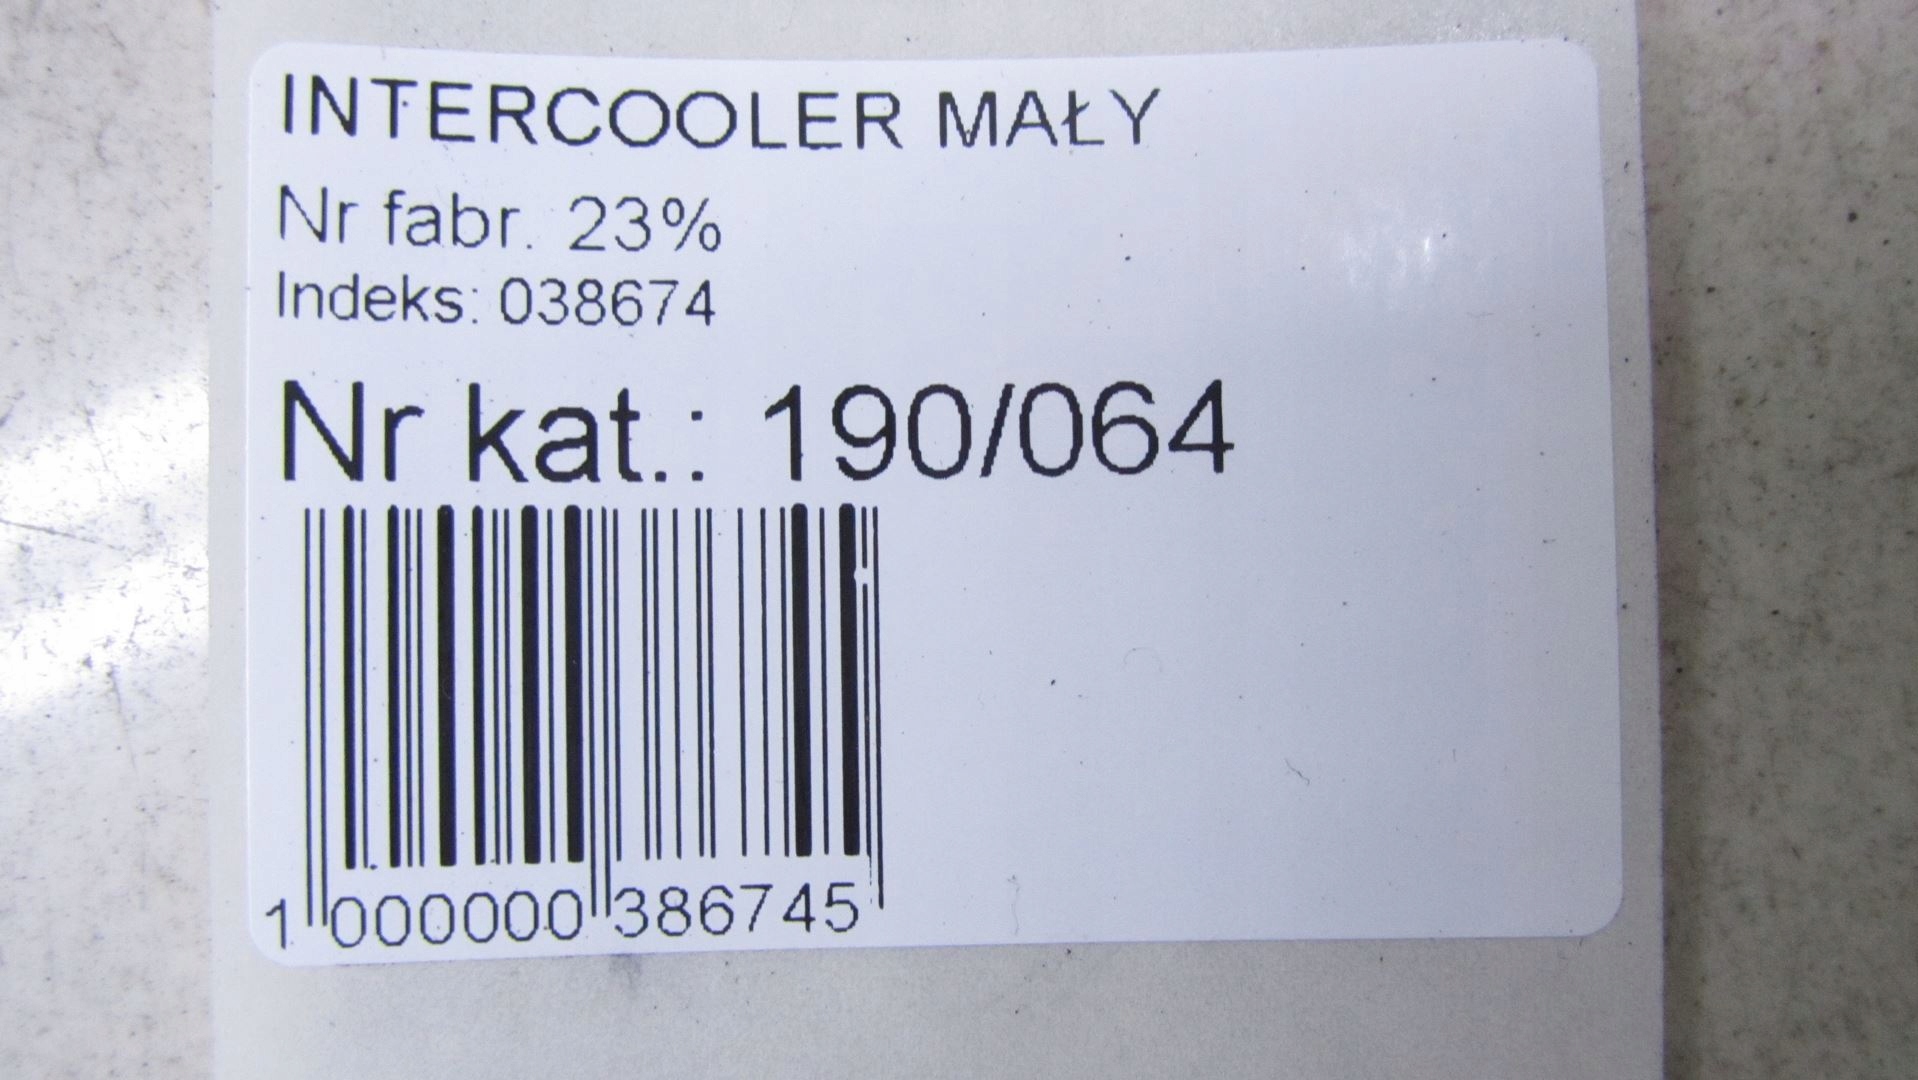 INTERCOOLER MAŁY
Nr fabr. 23%
Indeks: 038674
Nr kat.: 190/064
1 000000 386745